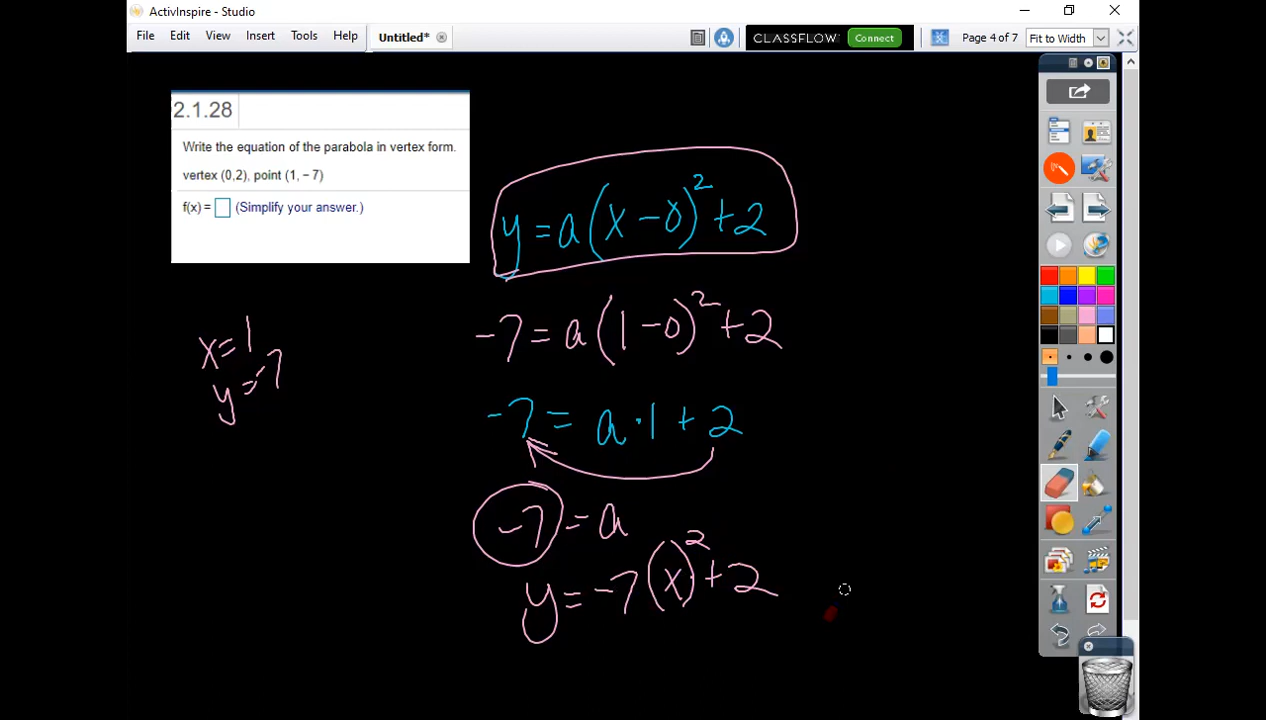 ActivInspire - Studio
File Edit View Insert Tools Help Untitled* CLASSFLOW Connect Page 4 of 7 Fit to Width
2.1.28
Write the equation of the parabola in vertex form.
vertex (0,2), point (1, − 7)
f(x) = (Simplify your answer.)
y = a(x − 0)² + 2
−7 = a(1 − 0)² + 2
x = 1
y = −7
−7 = a · 1 + 2
−7 = a
y = −7(x)² + 2